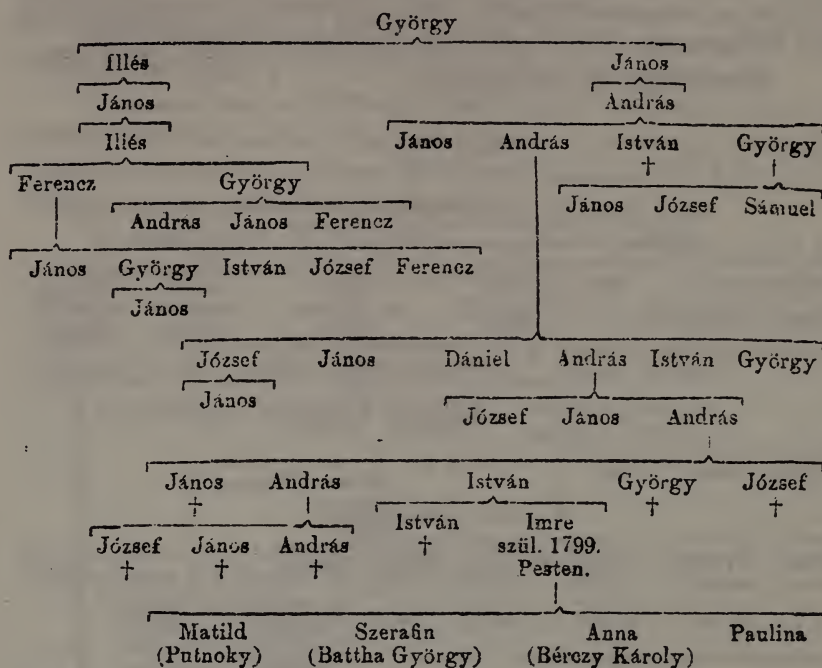 György
Illés János
János András
Illés János András István György
†
Ferencz György János József Sámuel
András János Ferencz
János György István József Ferencz
János
József János Dániel András István György
János József János András
János András István György József
† † †
József János András István Imre
† † † † szül. 1799.
Pesten.
Matild Szerafin Anna Paulina
(Putnoky) (Battha György) (Bérczy Károly)